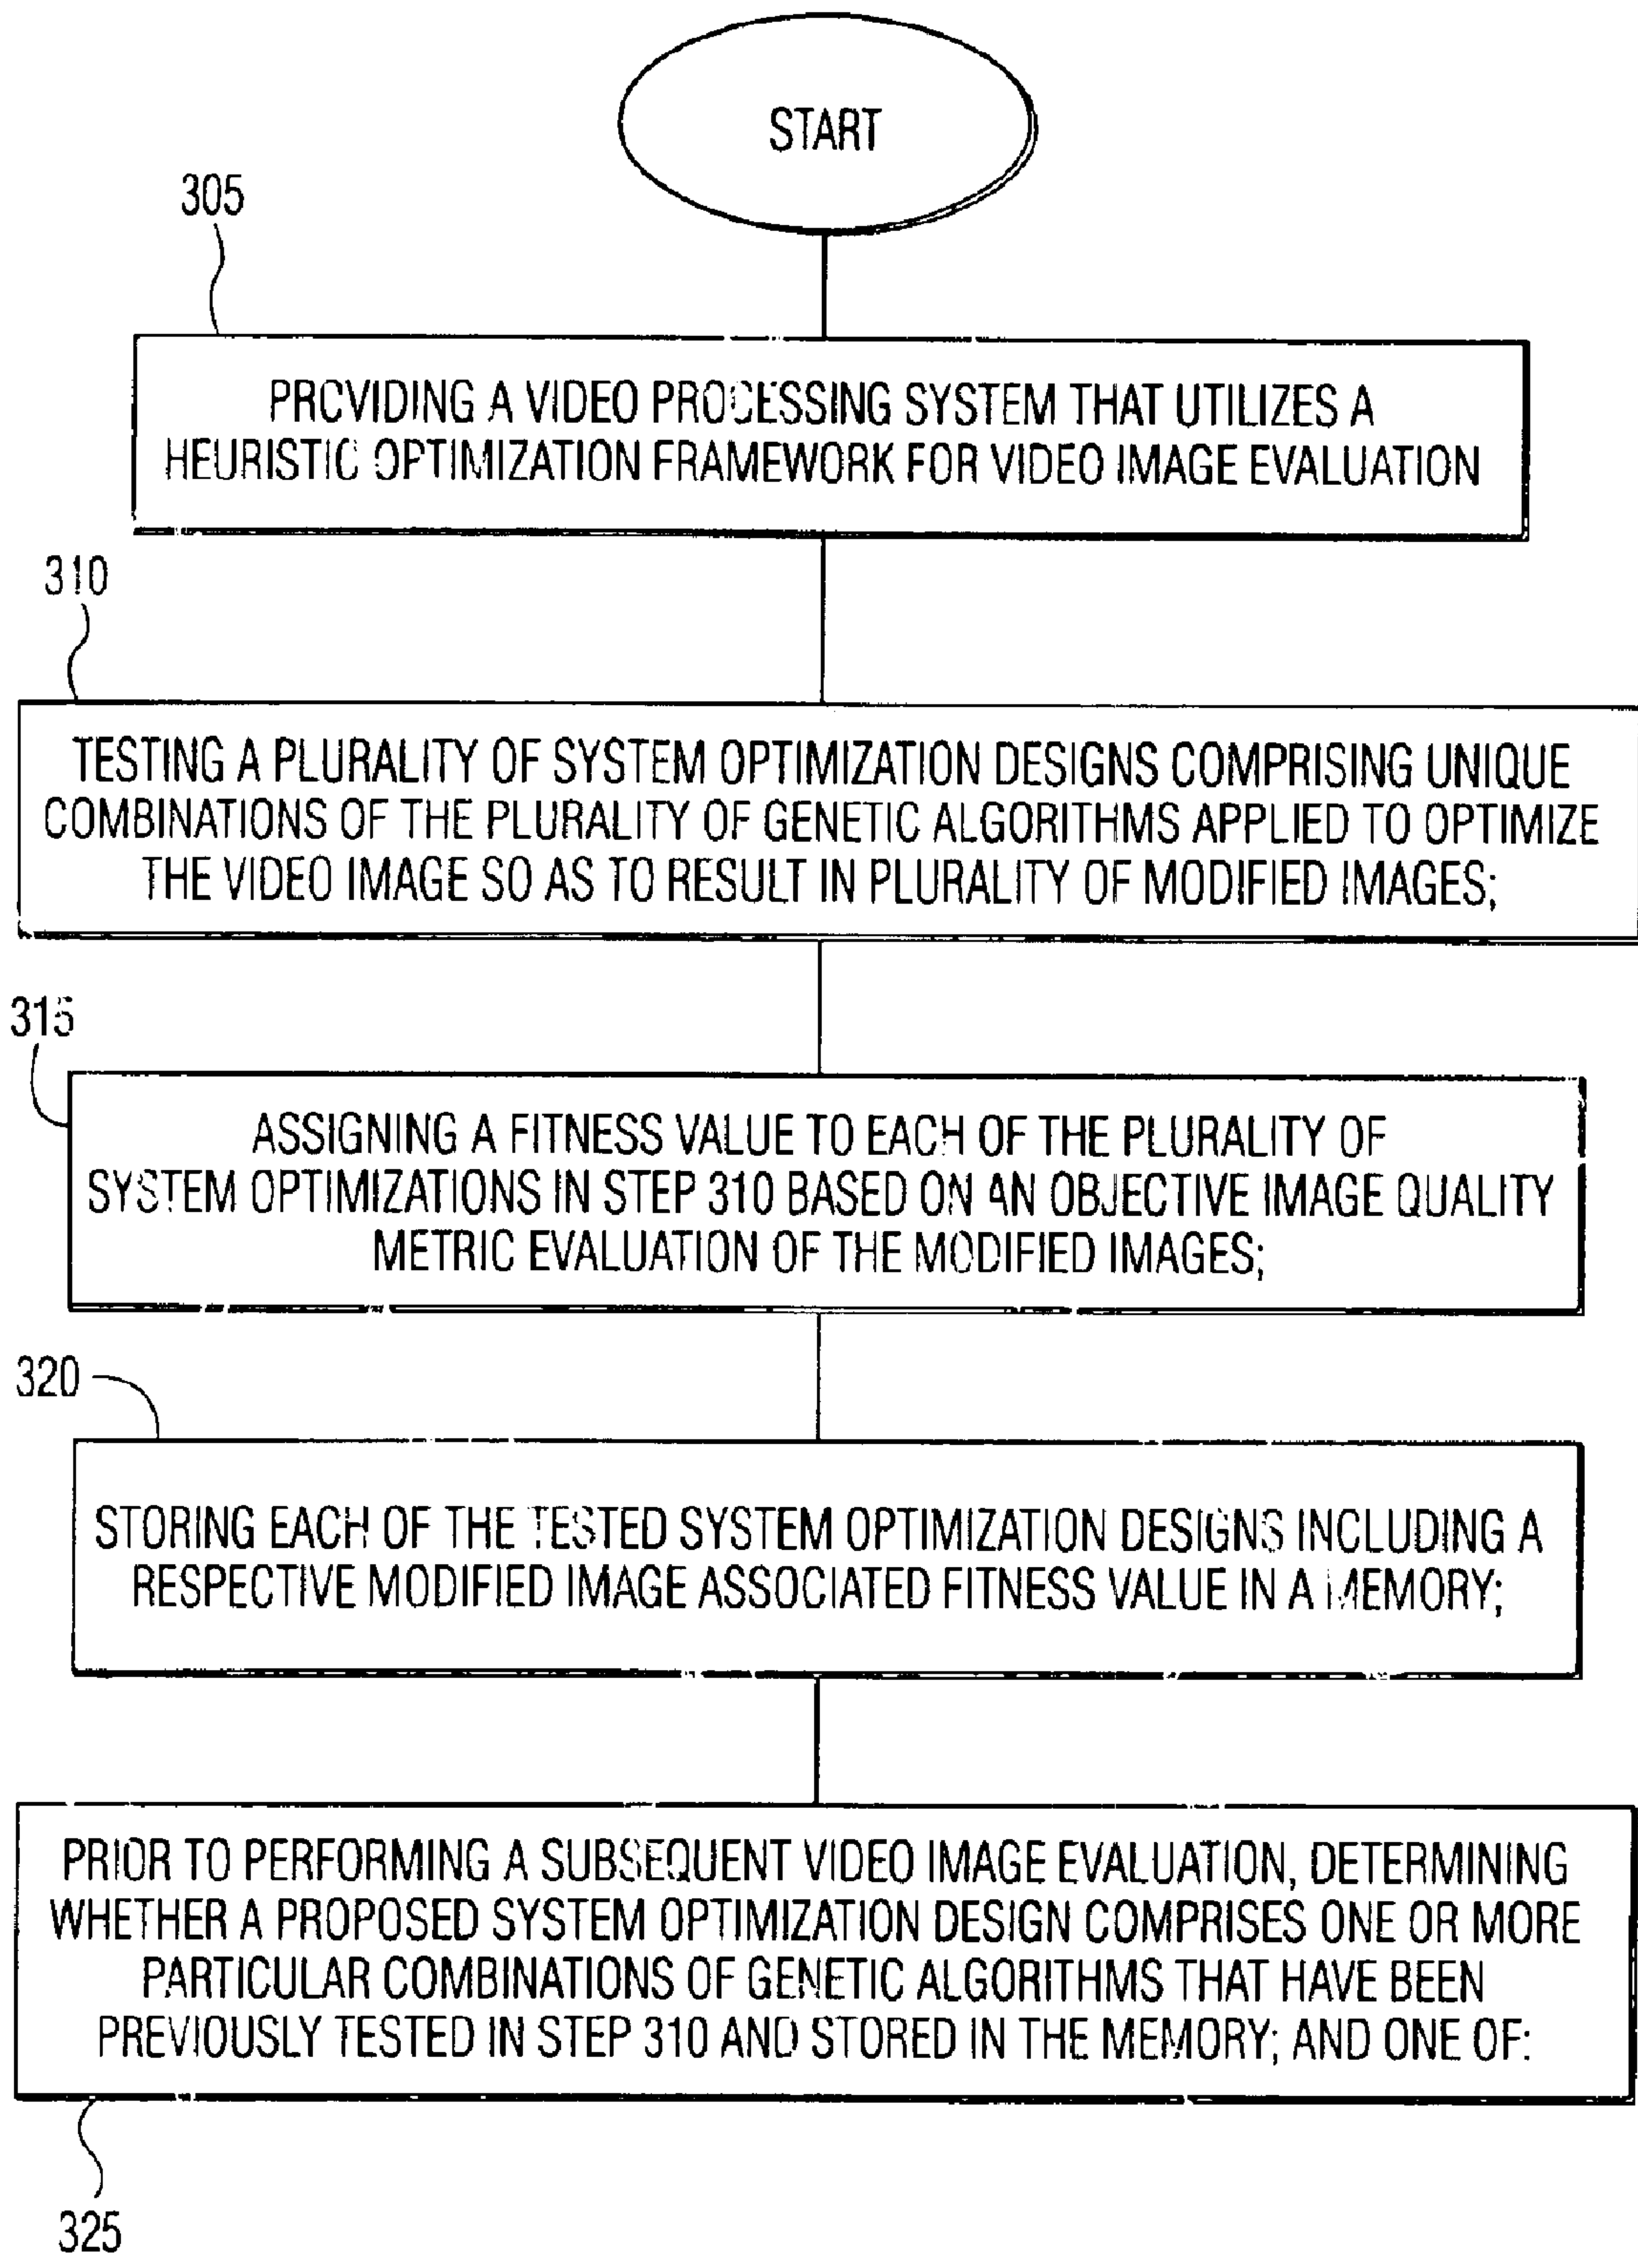 START
305
PROVIDING A VIDEO PROCESSING SYSTEM THAT UTILIZES A
HEURISTIC OPTIMIZATION FRAMEWORK FOR VIDEO IMAGE EVALUATION
310
TESTING A PLURALITY OF SYSTEM OPTIMIZATION DESIGNS COMPRISING UNIQUE
COMBINATIONS OF THE PLURALITY OF GENETIC ALGORITHMS APPLIED TO OPTIMIZE
THE VIDEO IMAGE SO AS TO RESULT IN PLURALITY OF MODIFIED IMAGES;
315
ASSIGNING A FITNESS VALUE TO EACH OF THE PLURALITY OF
SYSTEM OPTIMIZATIONS IN STEP 310 BASED ON AN OBJECTIVE IMAGE QUALITY
METRIC EVALUATION OF THE MODIFIED IMAGES;
320
STORING EACH OF THE TESTED SYSTEM OPTIMIZATION DESIGNS INCLUDING A
RESPECTIVE MODIFIED IMAGE ASSOCIATED FITNESS VALUE IN A MEMORY;
PRIOR TO PERFORMING A SUBSEQUENT VIDEO IMAGE EVALUATION, DETERMINING
WHETHER A PROPOSED SYSTEM OPTIMIZATION DESIGN COMPRISES ONE OR MORE
PARTICULAR COMBINATIONS OF GENETIC ALGORITHMS THAT HAVE BEEN
PREVIOUSLY TESTED IN STEP 310 AND STORED IN THE MEMORY; AND ONE OF:
325